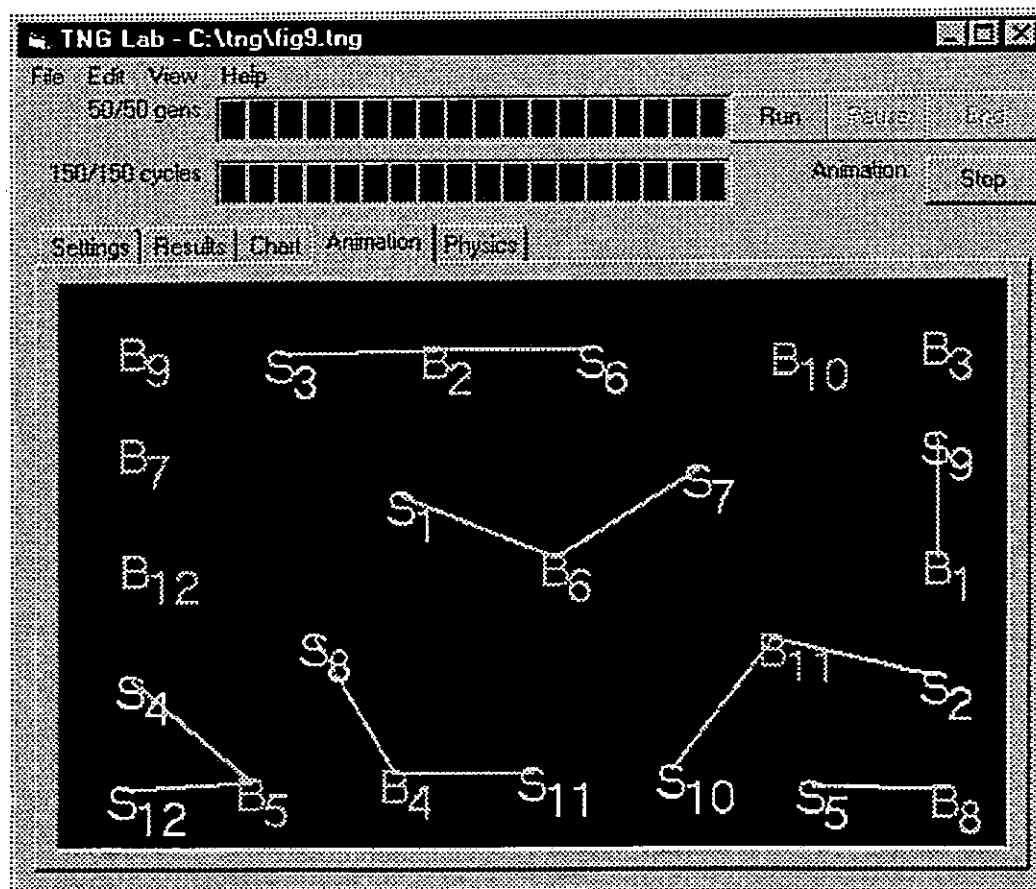 TNG Lab - C:\tng\fig9.tng
File Edit View Help
50/50 gens Run Pause End
150/150 cycles Animation Stop
Settings Results Chart Animation Physics
B9 S3 B2 S6 B10 B3
B7 S1 S7 S9
B12 B6 B1
S4 S8 B11 S2
S12 B5 B4 S11 S10 S5 B8